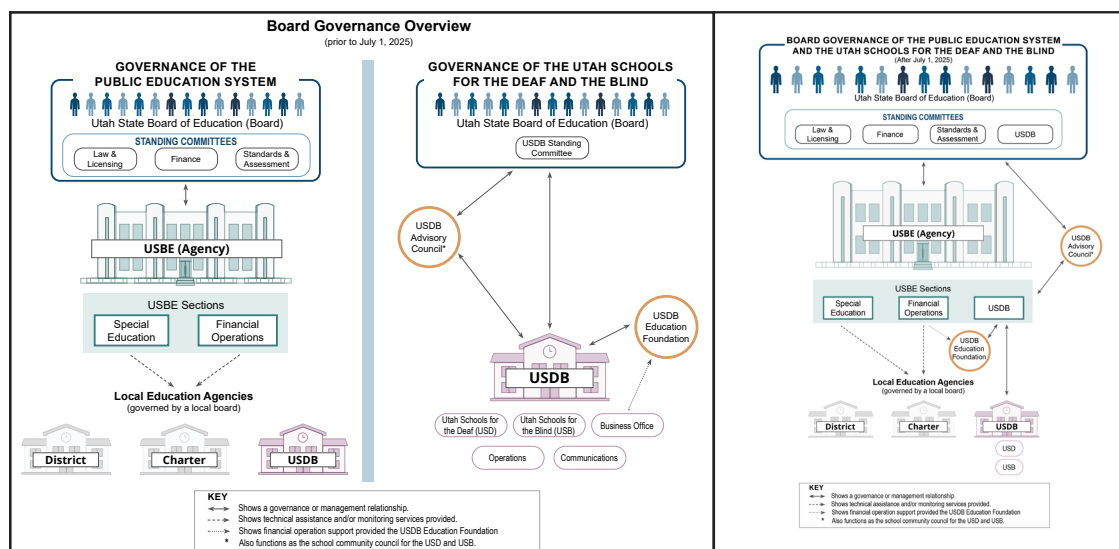 Board Governance Overview
(prior to July 1, 2025)
GOVERNANCE OF THE
PUBLIC EDUCATION SYSTEM
Utah State Board of Education (Board)
STANDING COMMITTEES
Law &
Licensing
Finance
Standards &
Assessment
USBE (Agency)
USBE Sections
Special
Education
Financial
Operations
Local Education Agencies
(governed by a local board)
District
Charter
USDB
GOVERNANCE OF THE UTAH SCHOOLS
FOR THE DEAF AND THE BLIND
Utah State Board of Education (Board)
USDB Standing
Committee
USDB
Advisory
Council*
USDB
Education
Foundation
USDB
Utah Schools for
the Deaf (USD)
Utah Schools for
the Blind (USB)
Business Office
Operations
Communications
KEY
Shows a governance or management relationship.
Shows technical assistance and/or monitoring services provided.
Shows financial operation support provided the USDB Education Foundation
* Also functions as the school community council for the USD and USB.
BOARD GOVERNANCE OF THE PUBLIC EDUCATION SYSTEM
AND THE UTAH SCHOOLS FOR THE DEAF AND THE BLIND
(After July 1, 2025)
Utah State Board of Education (Board)
STANDING COMMITTEES
Law &
Licensing
Finance
Standards &
Assessment
USDB
USBE (Agency)
USDB
Advisory
Council*
USBE Sections
Special
Education
Financial
Operations
USDB
USDB
Education
Foundation
Local Education Agencies
(governed by a local board)
District
Charter
USDB
USD
USB
KEY
Shows a governance or management relationship.
Shows technical assistance and/or monitoring services provided.
Shows financial operation support provided the USDB Education Foundation
* Also functions as the school community council for the USD and USB.